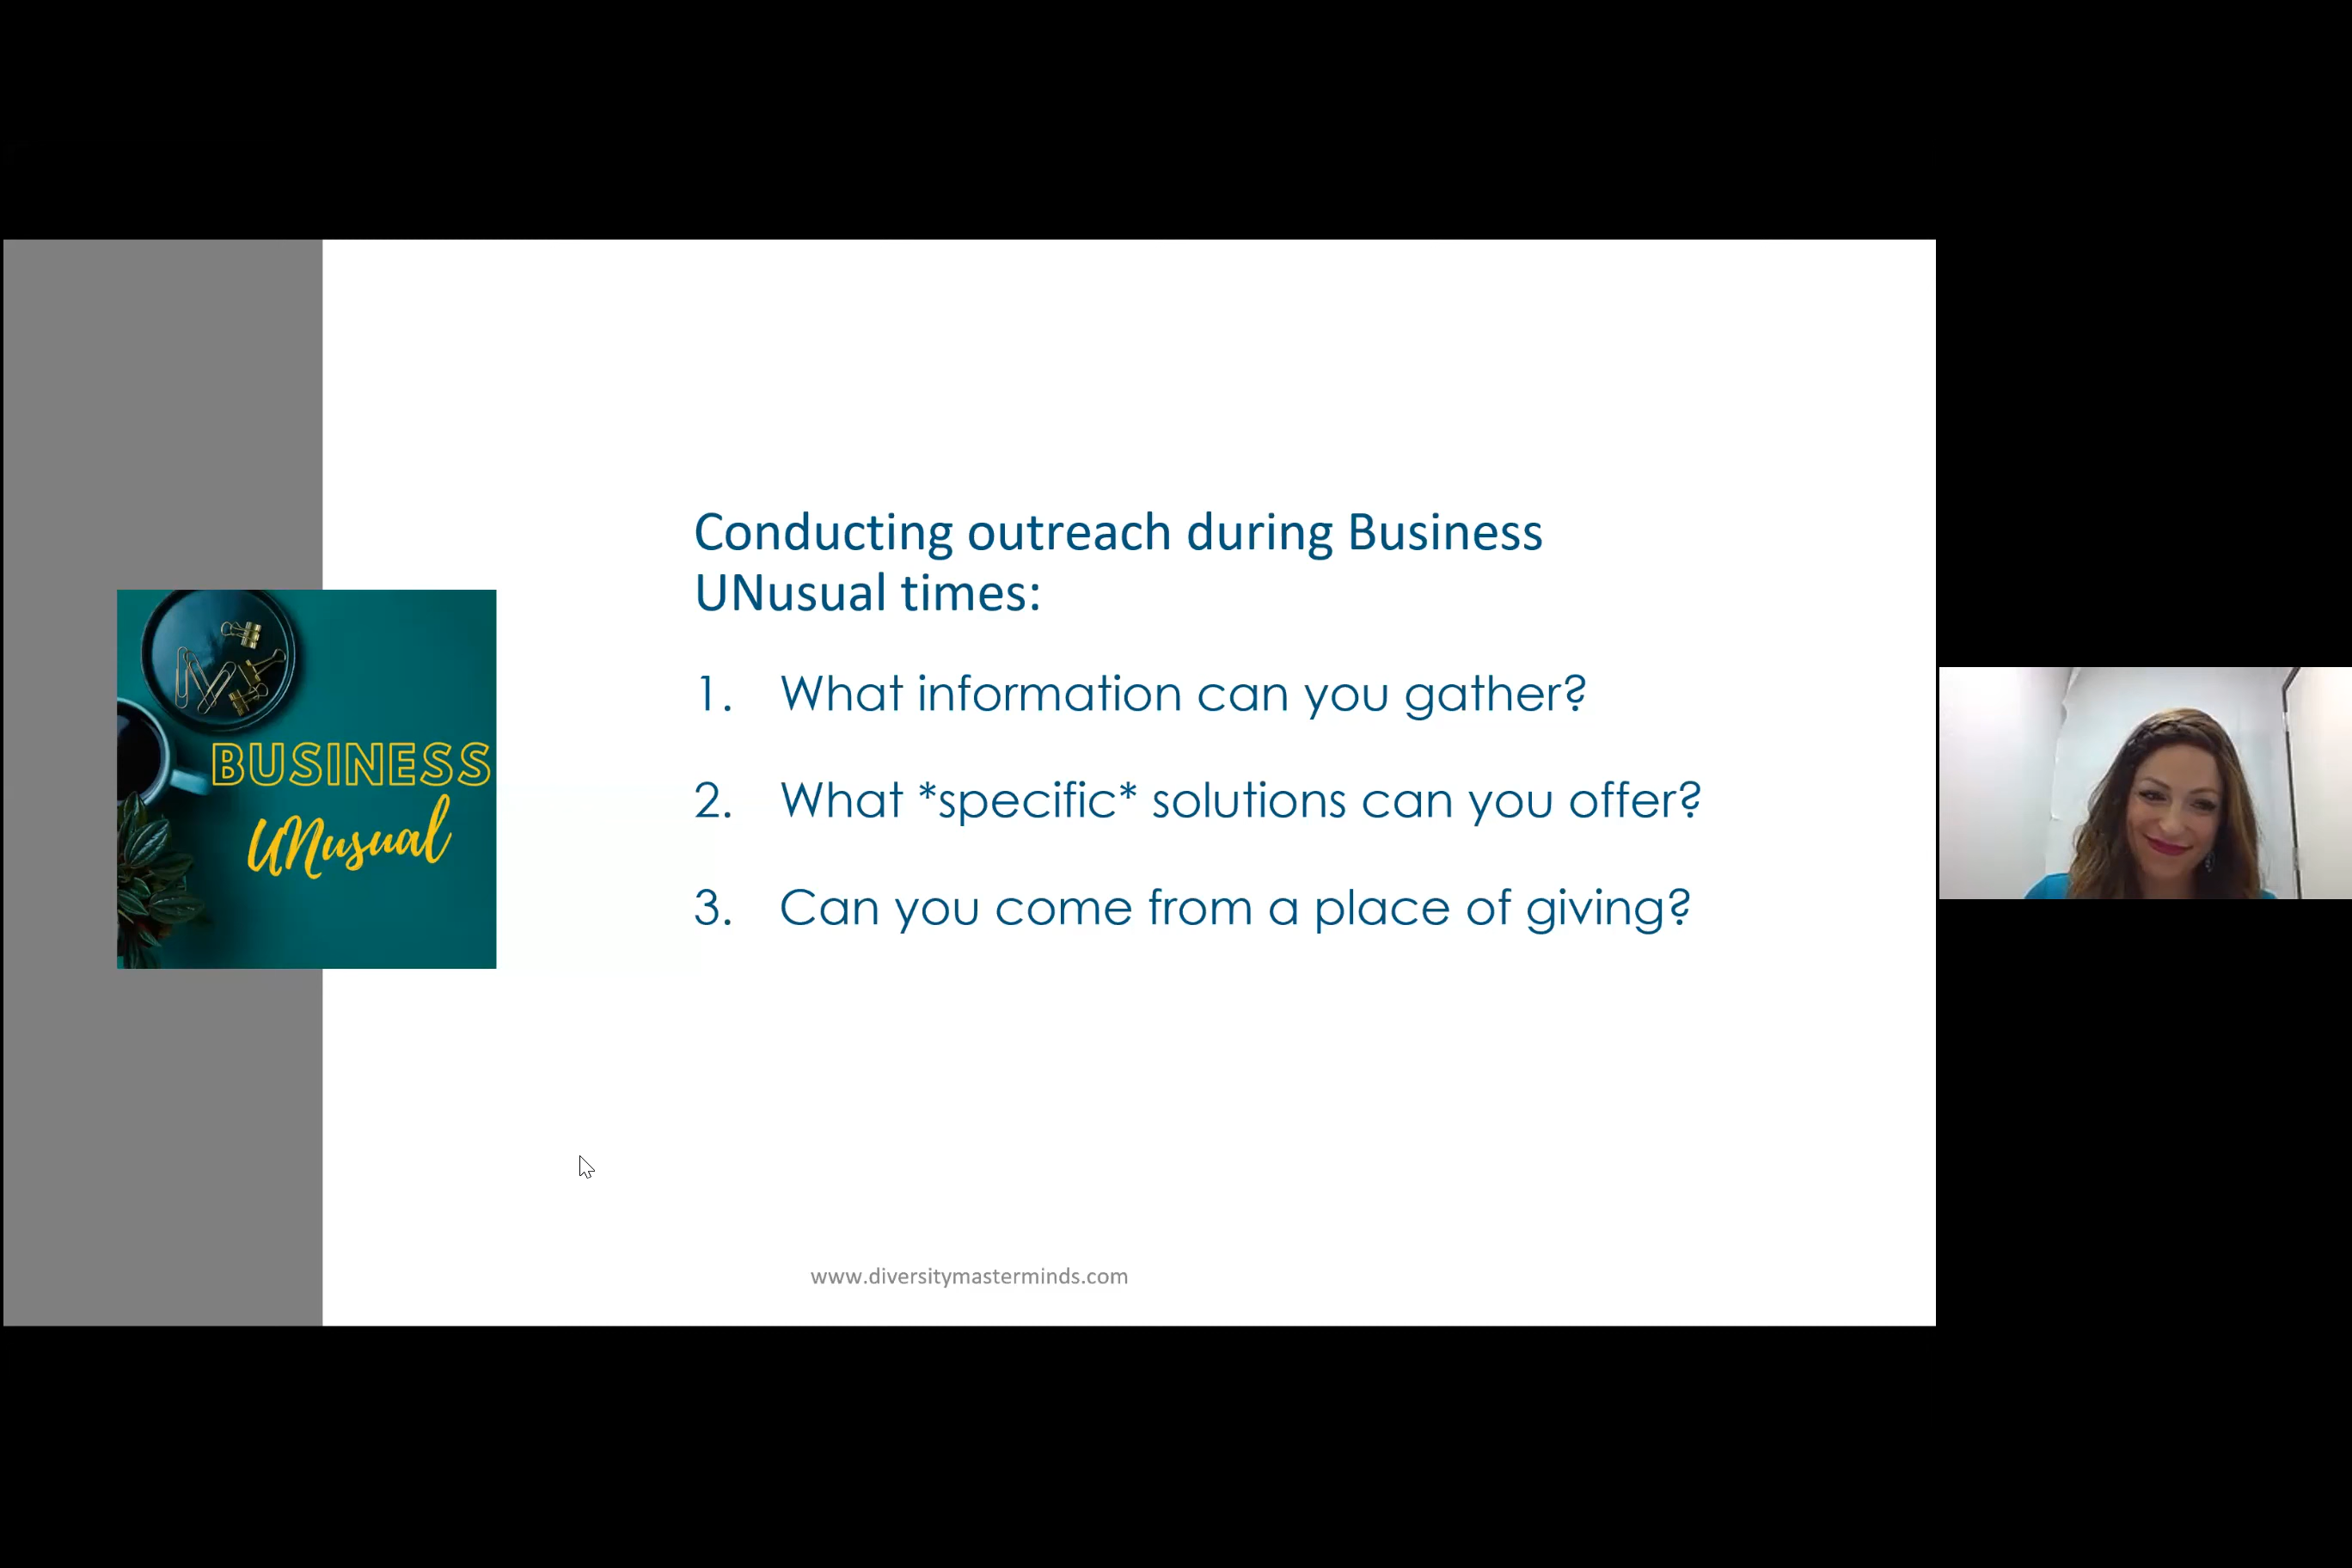 BUSINESS
UNusual
Conducting outreach during Business
UNusual times:
1. What information can you gather?
2. What *specific* solutions can you offer?
3. Can you come from a place of giving?
www.diversitymasterminds.com